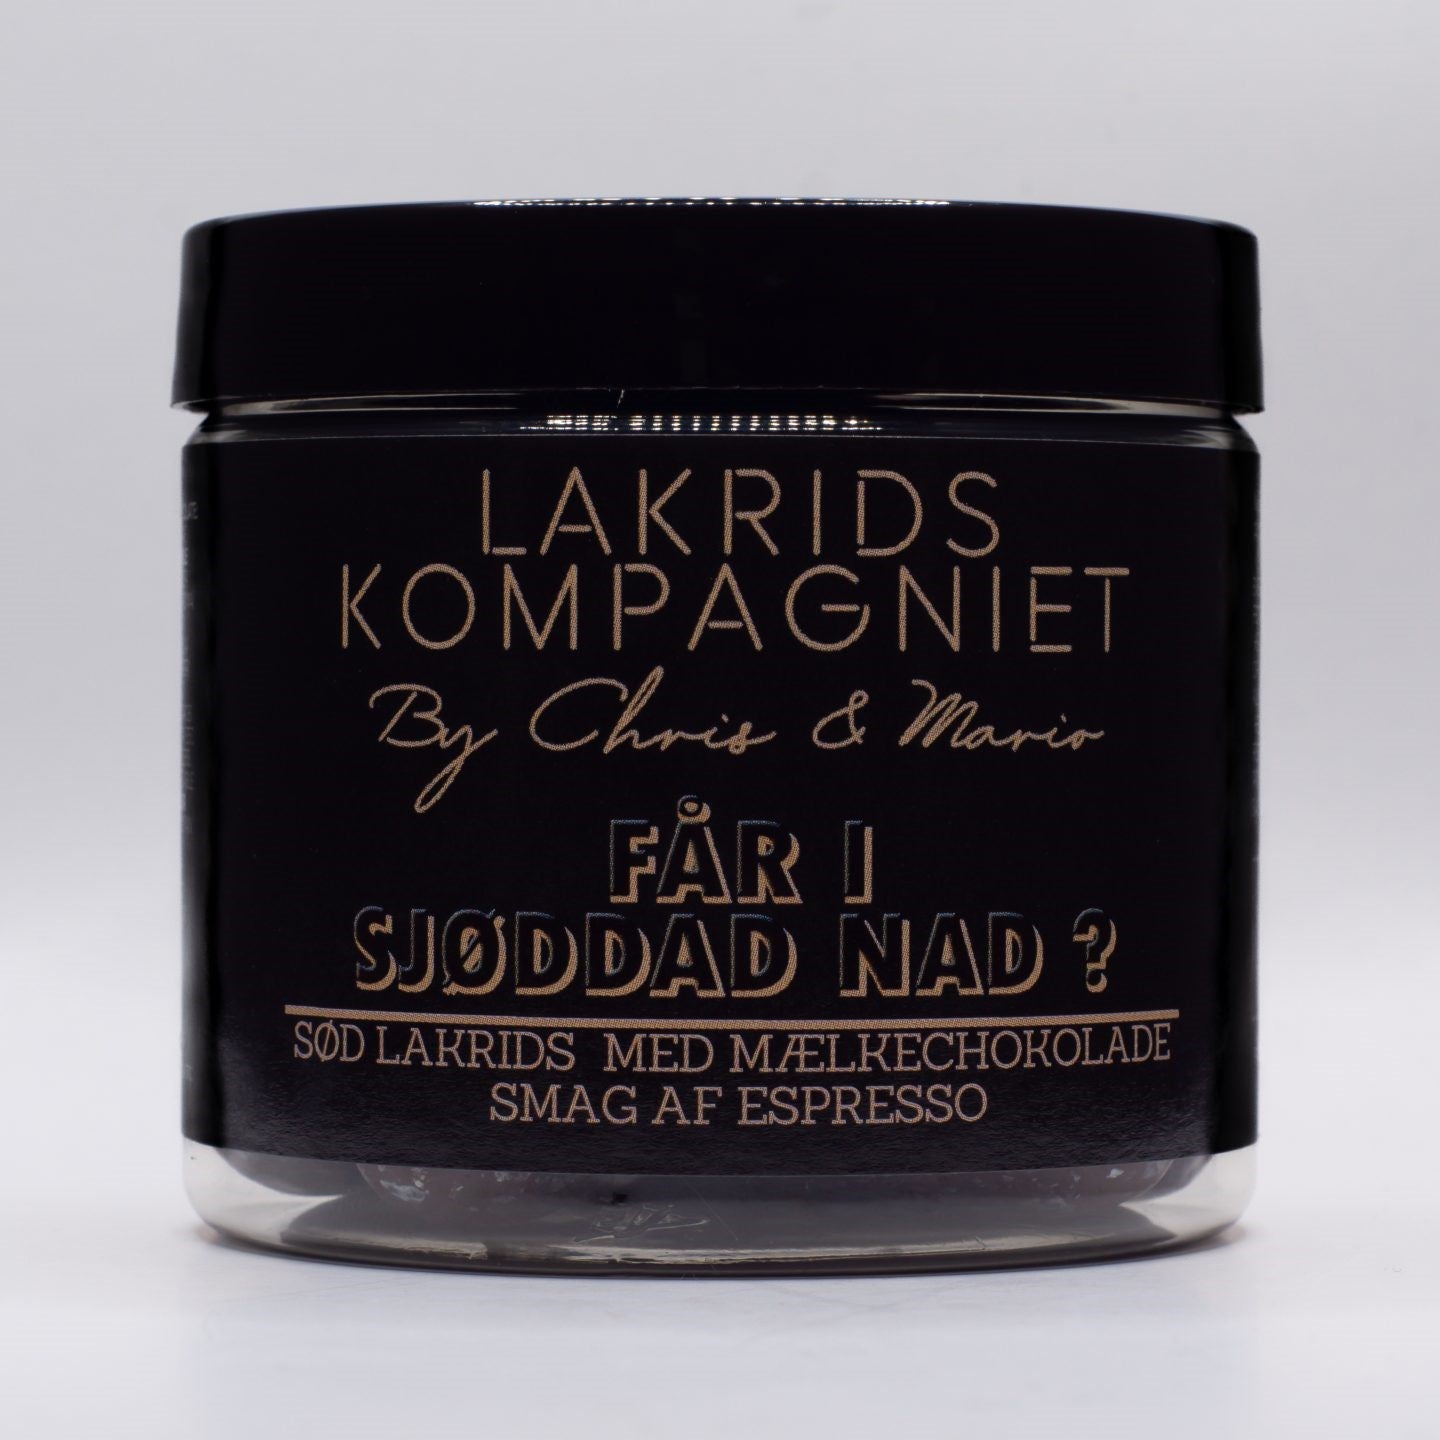 LAKRIDS
KOMPAGNIET
By Chris & Mario
FÅR I
SJØDDAD NAD ?
SØD LAKRIDS MED MÆLKECHOKOLADE
SMAG AF ESPRESSO